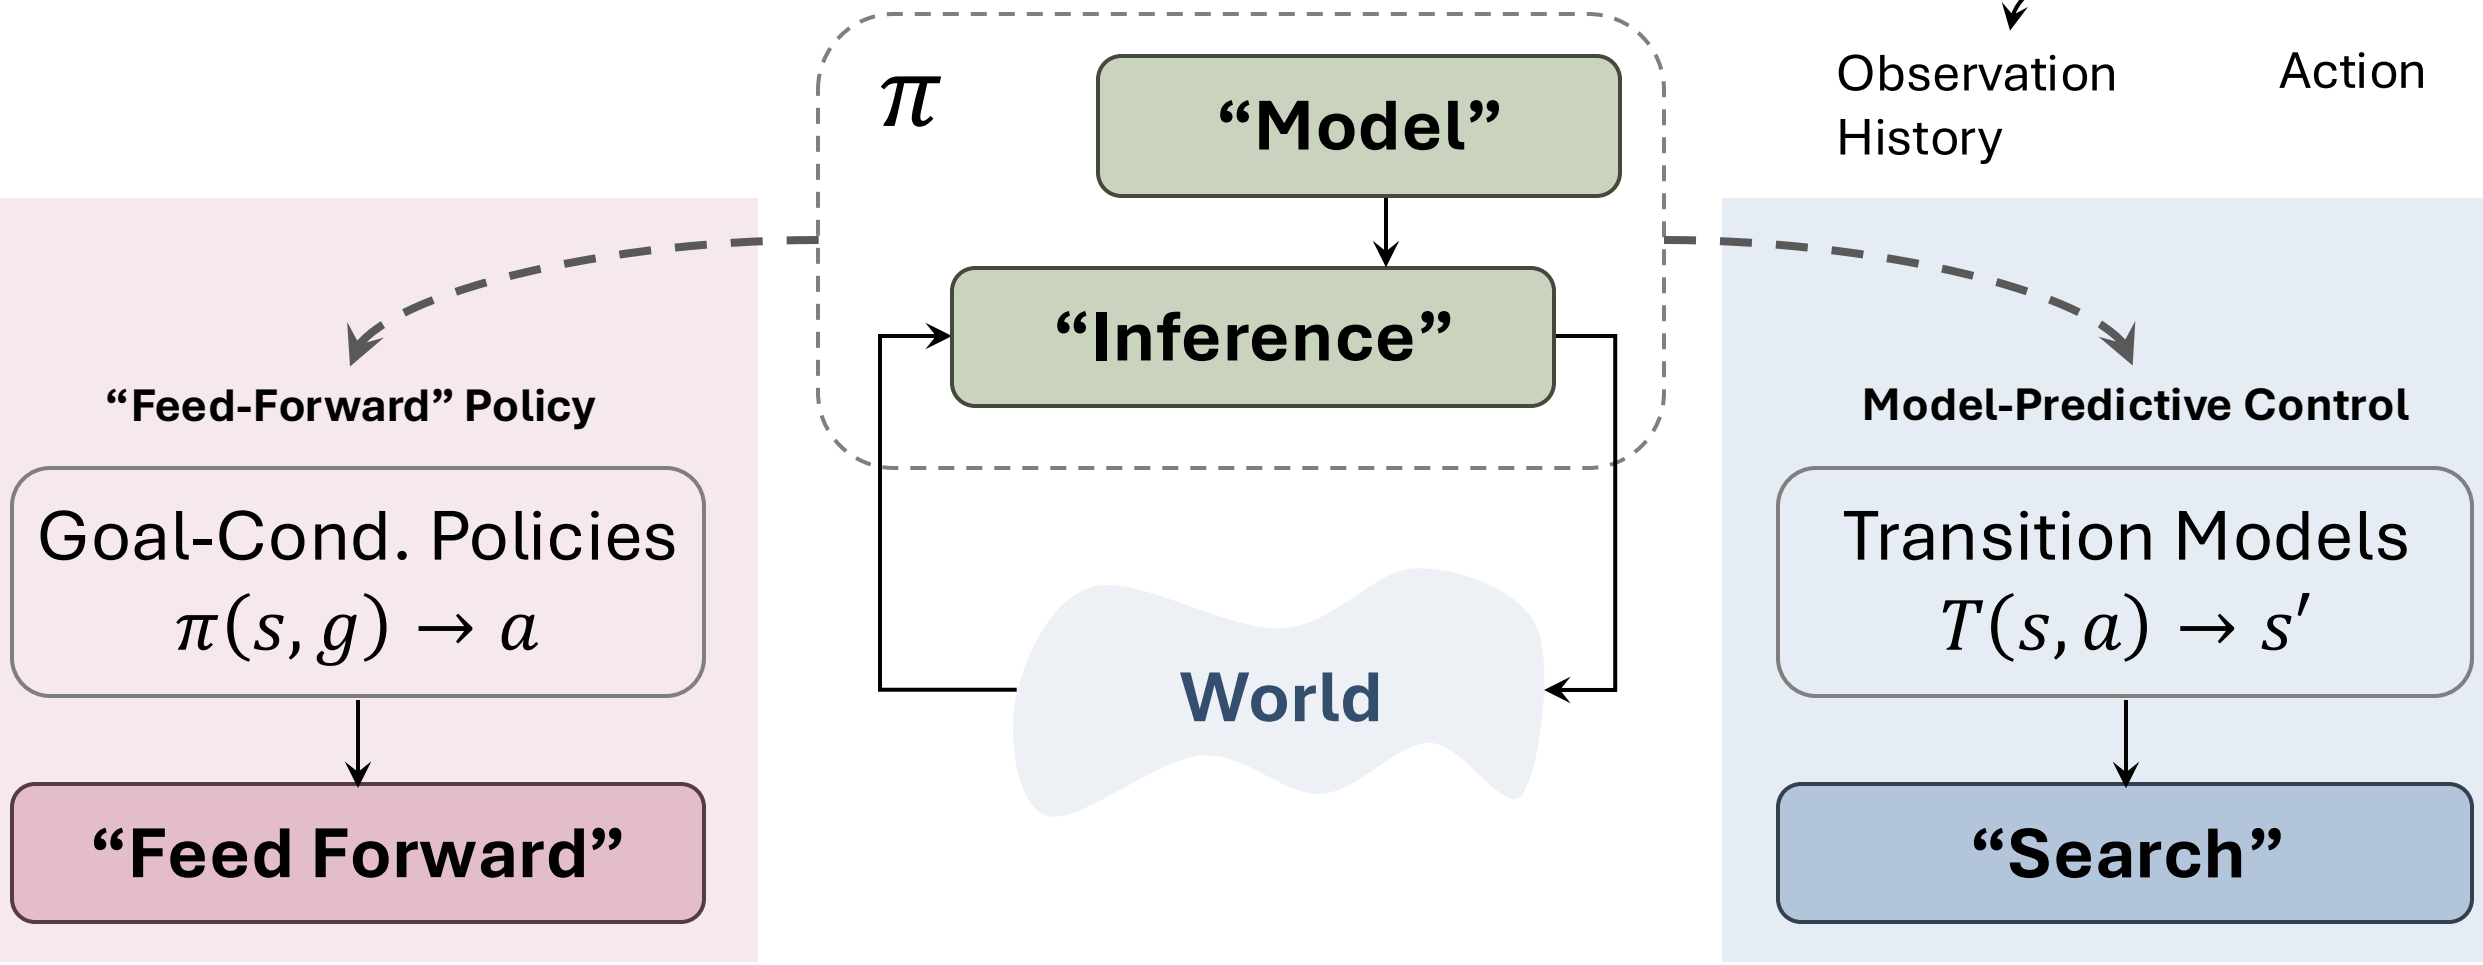 π
“Model”
“Inference”
World
Observation
History
Action
“Feed-Forward” Policy
Goal-Cond. Policies
π(s, g) → a
“Feed Forward”
Model-Predictive Control
Transition Models
T(s, a) → s′
“Search”